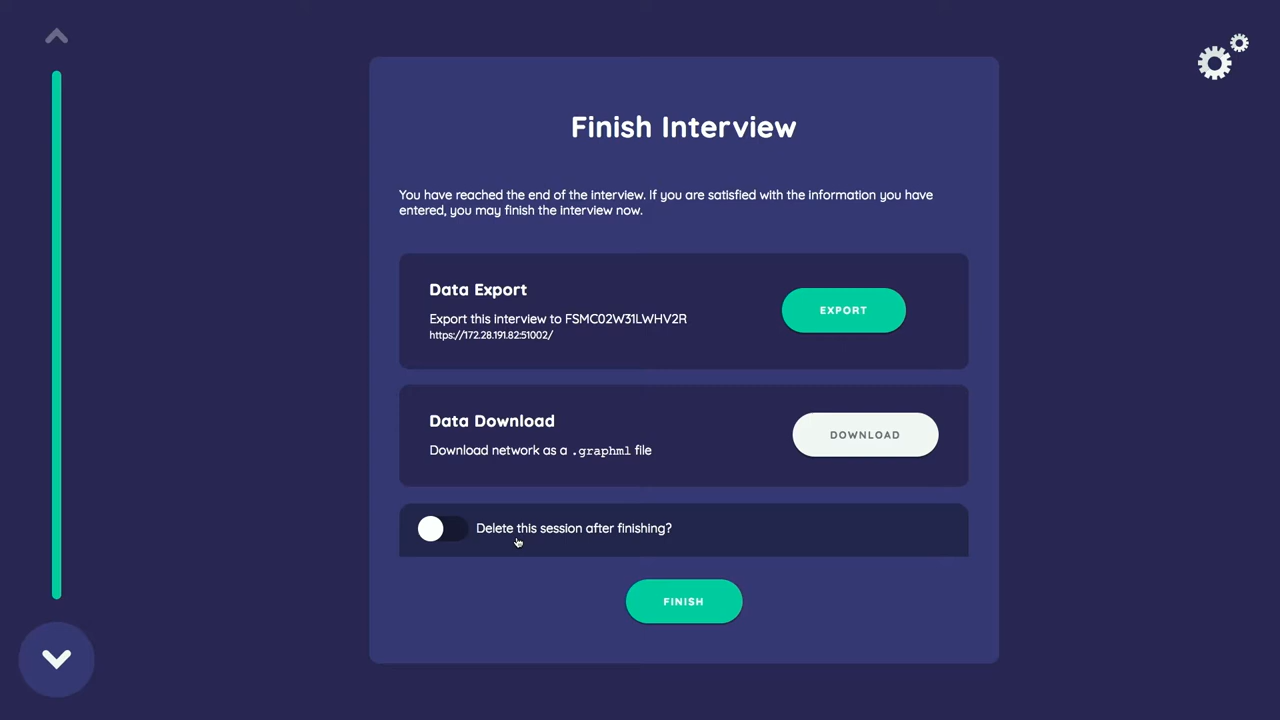 Finish Interview
You have reached the end of the interview. If you are satisfied with the information you have
entered, you may finish the interview now.
Data Export
Export this interview to FSMC02W31LWHV2R
https://172.28.191.82:51002/
EXPORT
Data Download
Download network as a .graphml file
DOWNLOAD
Delete this session after finishing?
FINISH